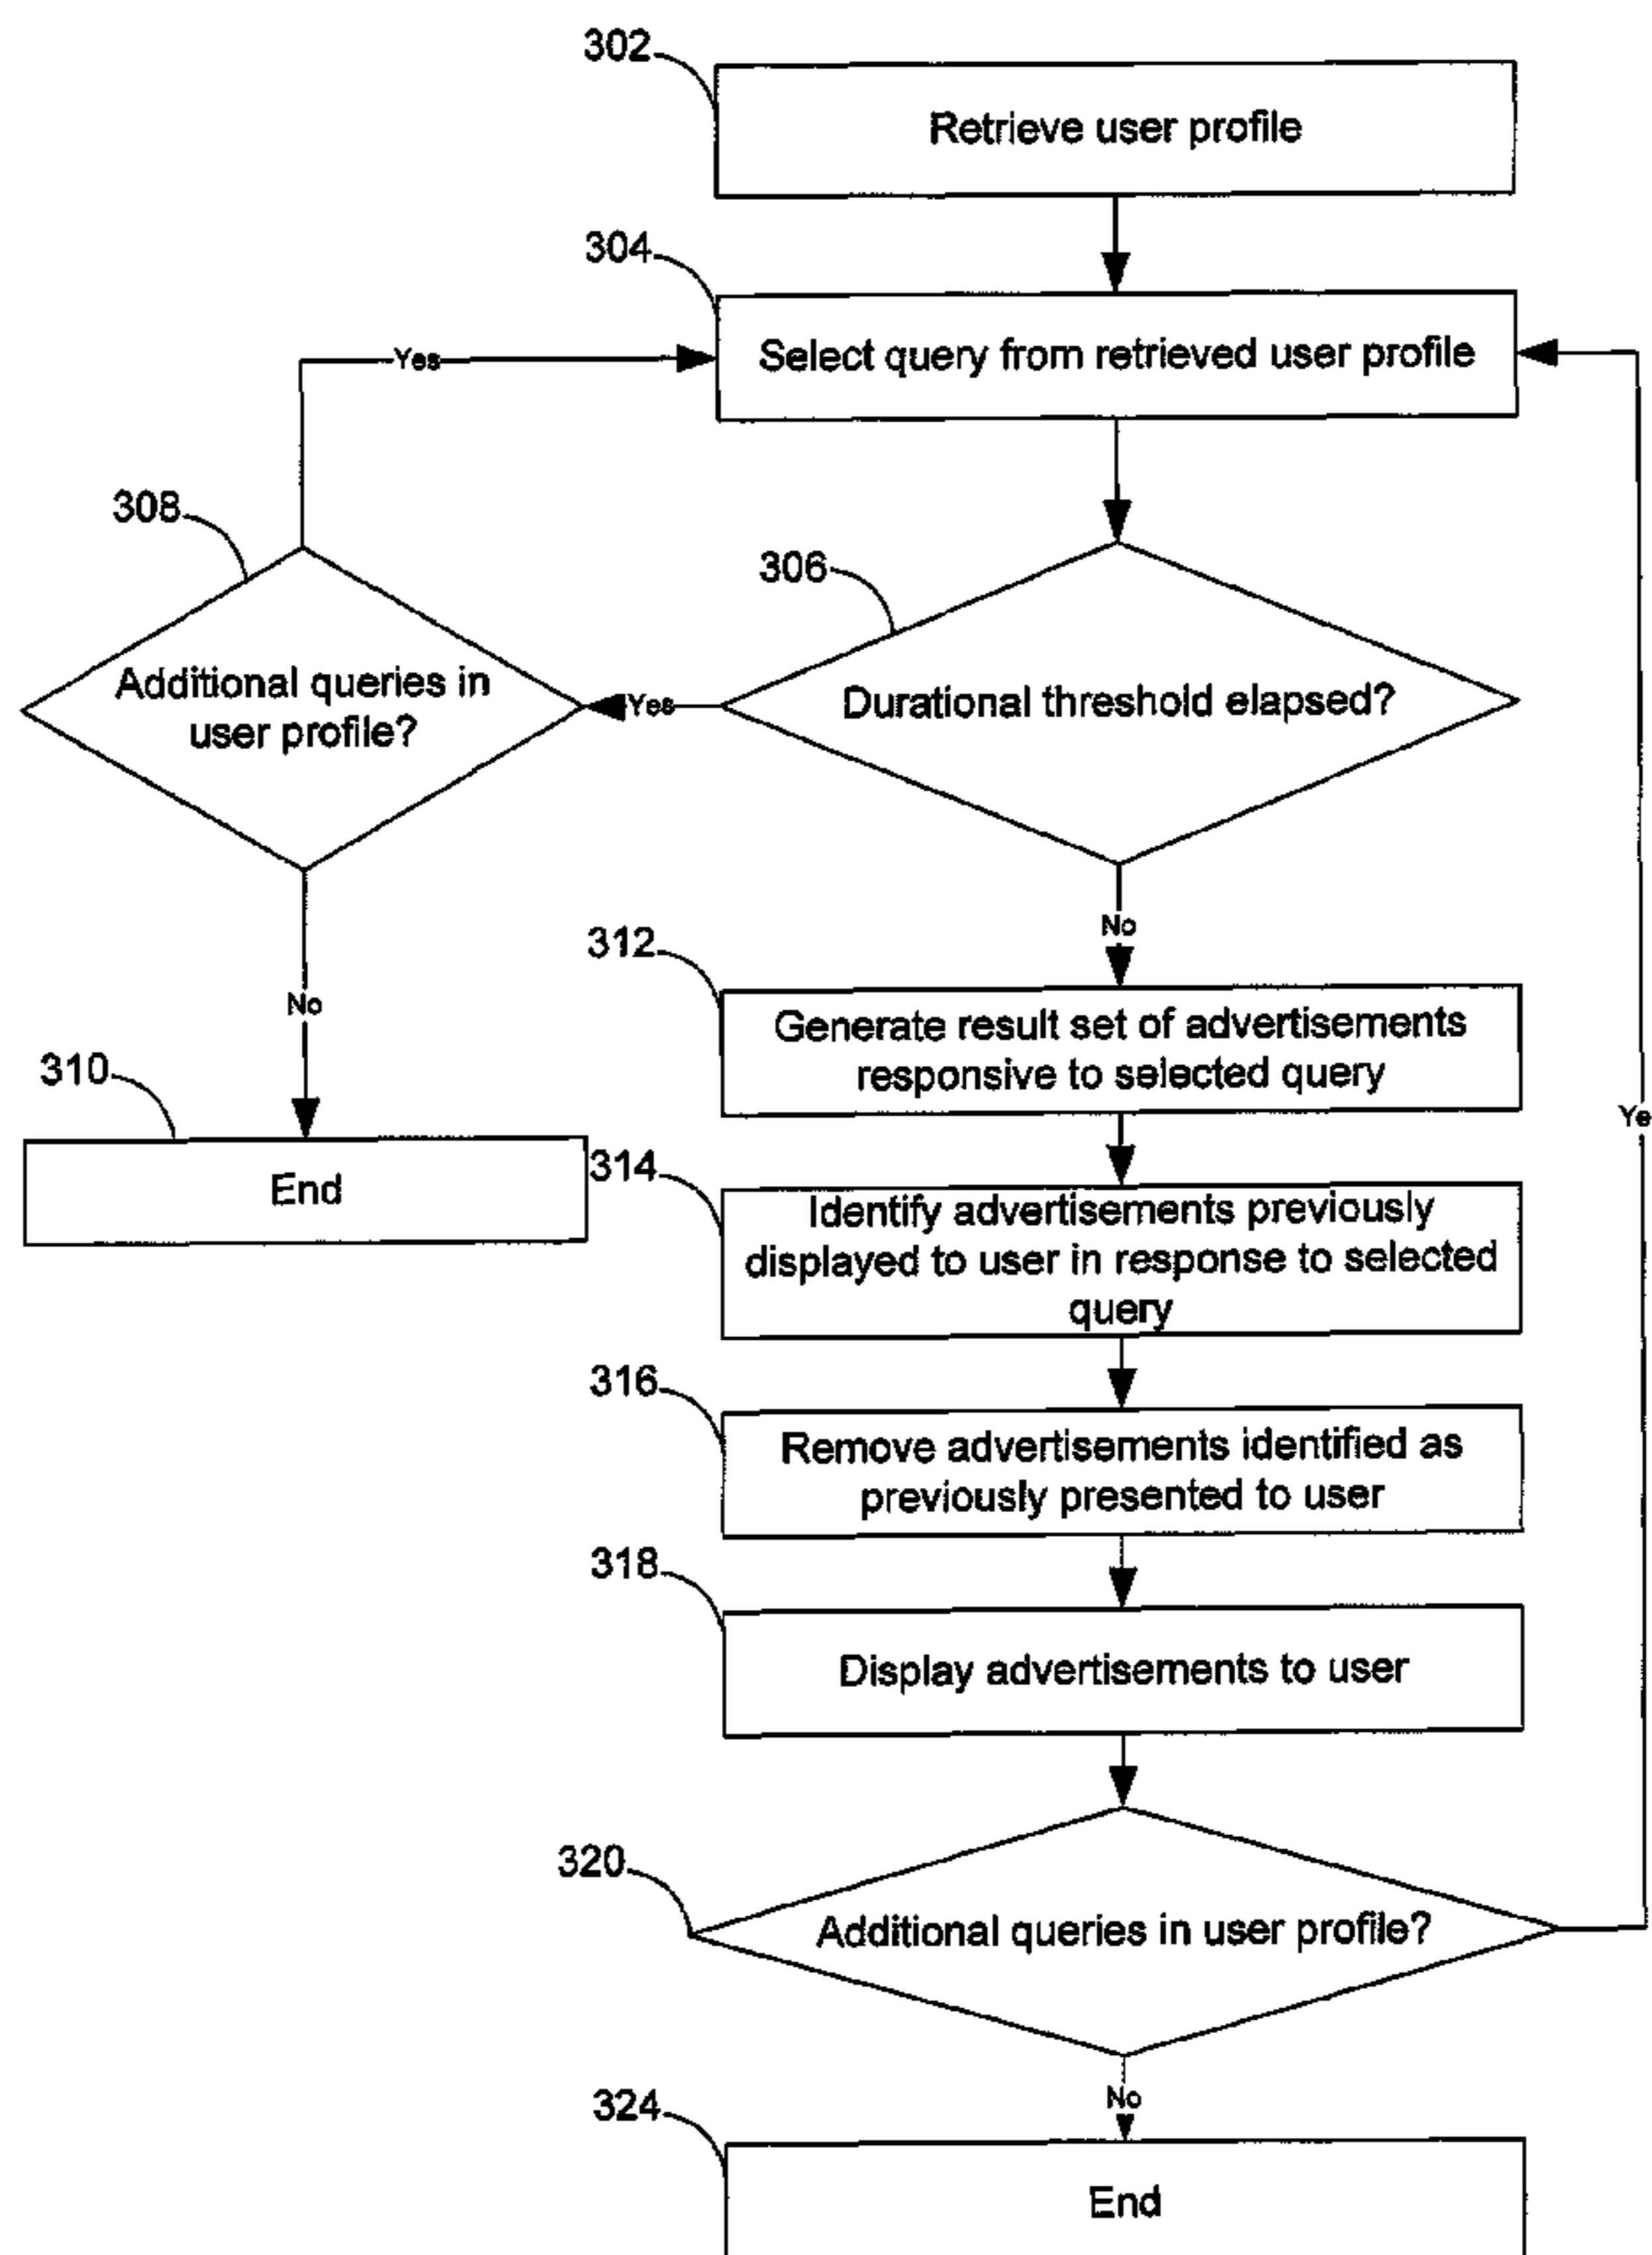 302
Retrieve user profile
304
Select query from retrieved user profile
Yes
308
306
Additional queries in
user profile?
Yes
Durational threshold elapsed?
No
312
No
Generate result set of advertisements
responsive to selected query
310
Ye
End
314
Identify advertisements previously
displayed to user in response to selected
query
316
Remove advertisements identified as
previously presented to user
318
Display advertisements to user
320
Additional queries in user profile?
No
324
End